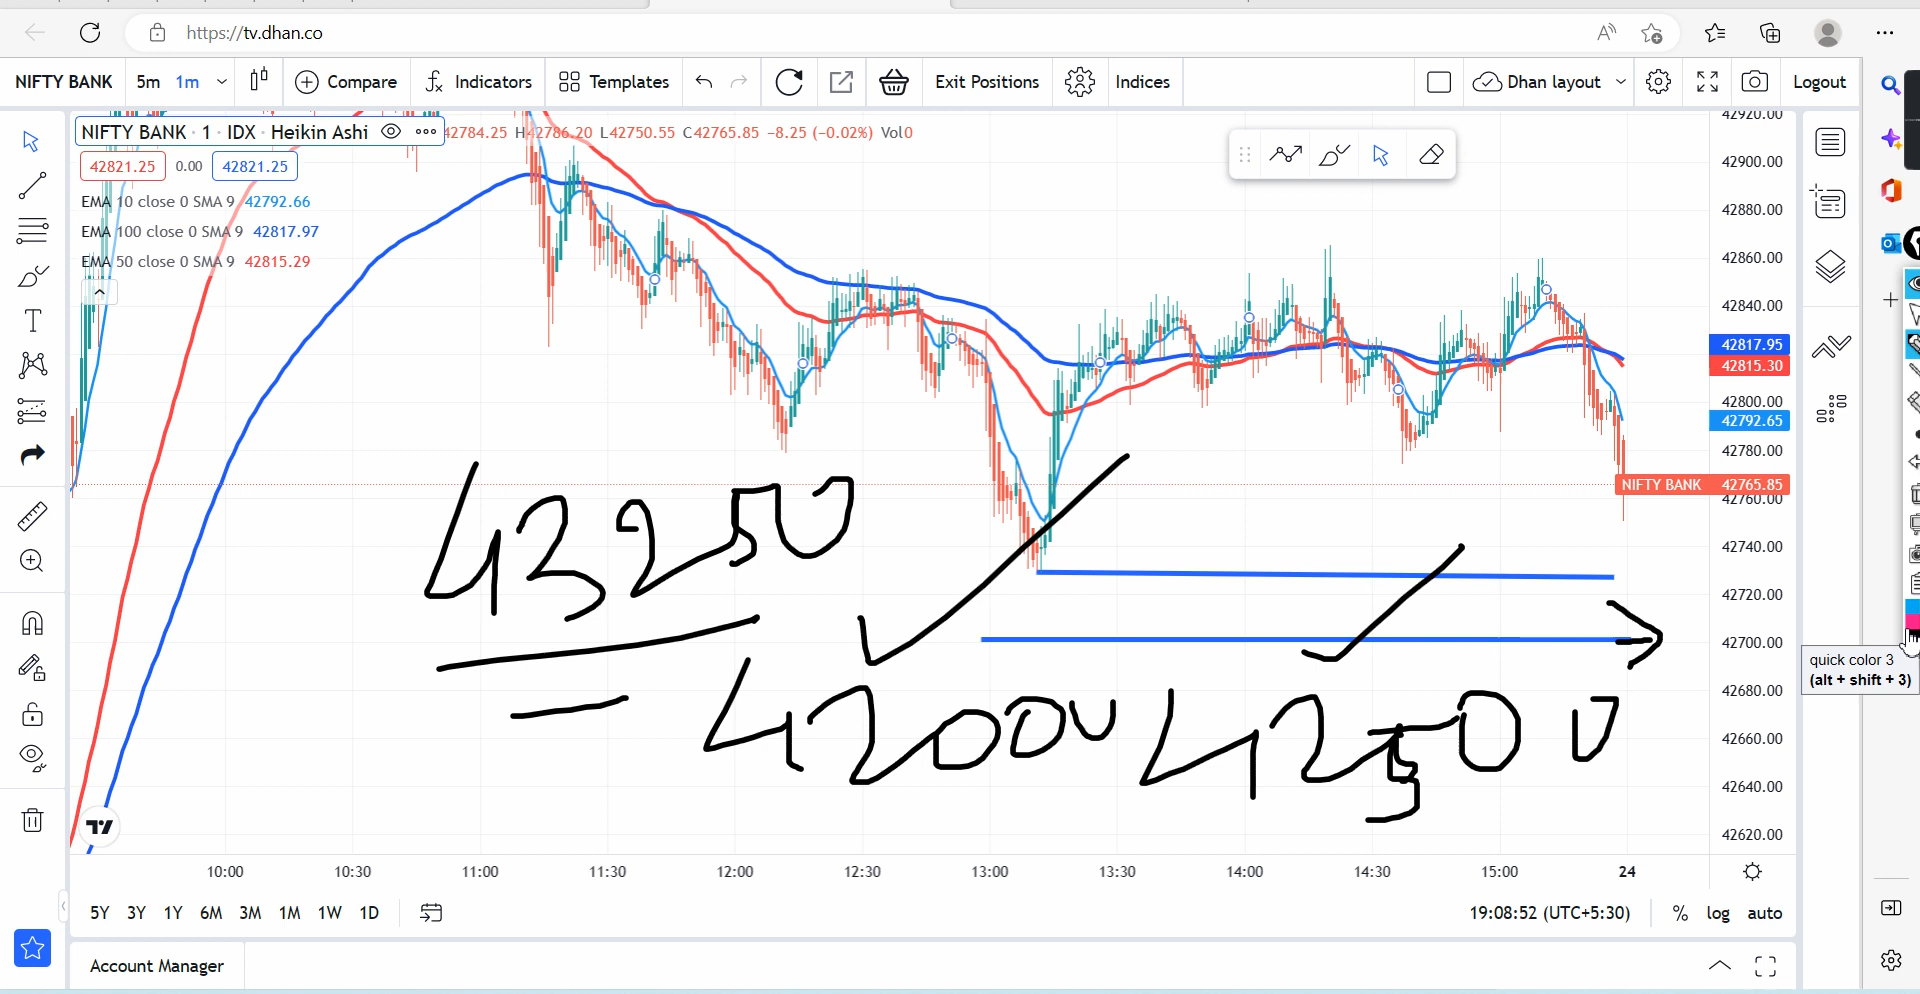 https://tv.dhan.co
NIFTY BANK 5m 1m Compare Indicators Templates Exit Positions Indices Dhan layout Logout
NIFTY BANK · 1 · IDX · Heikin Ashi 42784.25 H42786.20 L42750.55 C42765.85 −8.25 (−0.02%) Vol0
42821.25 0.00 42821.25
EMA 10 close 0 SMA 9 42792.66
EMA 100 close 0 SMA 9 42817.97
EMA 50 close 0 SMA 9 42815.29
42920.00
42900.00
42880.00
42860.00
42840.00
42817.95
42815.30
42800.00
42792.65
42780.00
NIFTY BANK 42765.85
42760.00
42740.00
42720.00
42700.00
42680.00
42660.00
42640.00
42620.00
43250
42000 42500
quick color 3
(alt + shift + 3)
10:00 10:30 11:00 11:30 12:00 12:30 13:00 13:30 14:00 14:30 15:00 24
5Y 3Y 1Y 6M 3M 1M 1W 1D 19:08:52 (UTC+5:30) % log auto
Account Manager